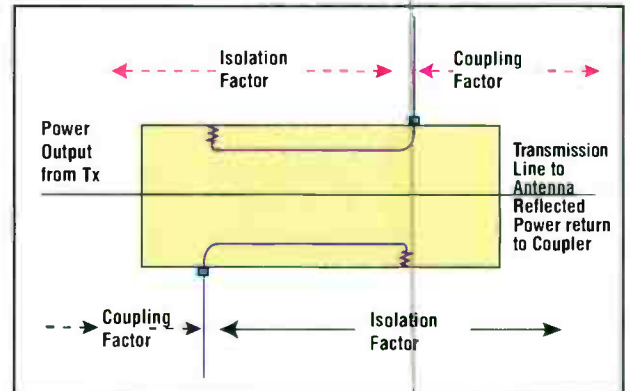 Isolation
Factor
Coupling
Factor
Power
Output
from Tx
Transmission
Line to
Antenna
Reflected
Power return
to Coupler
Coupling
Factor
Isolation
Factor